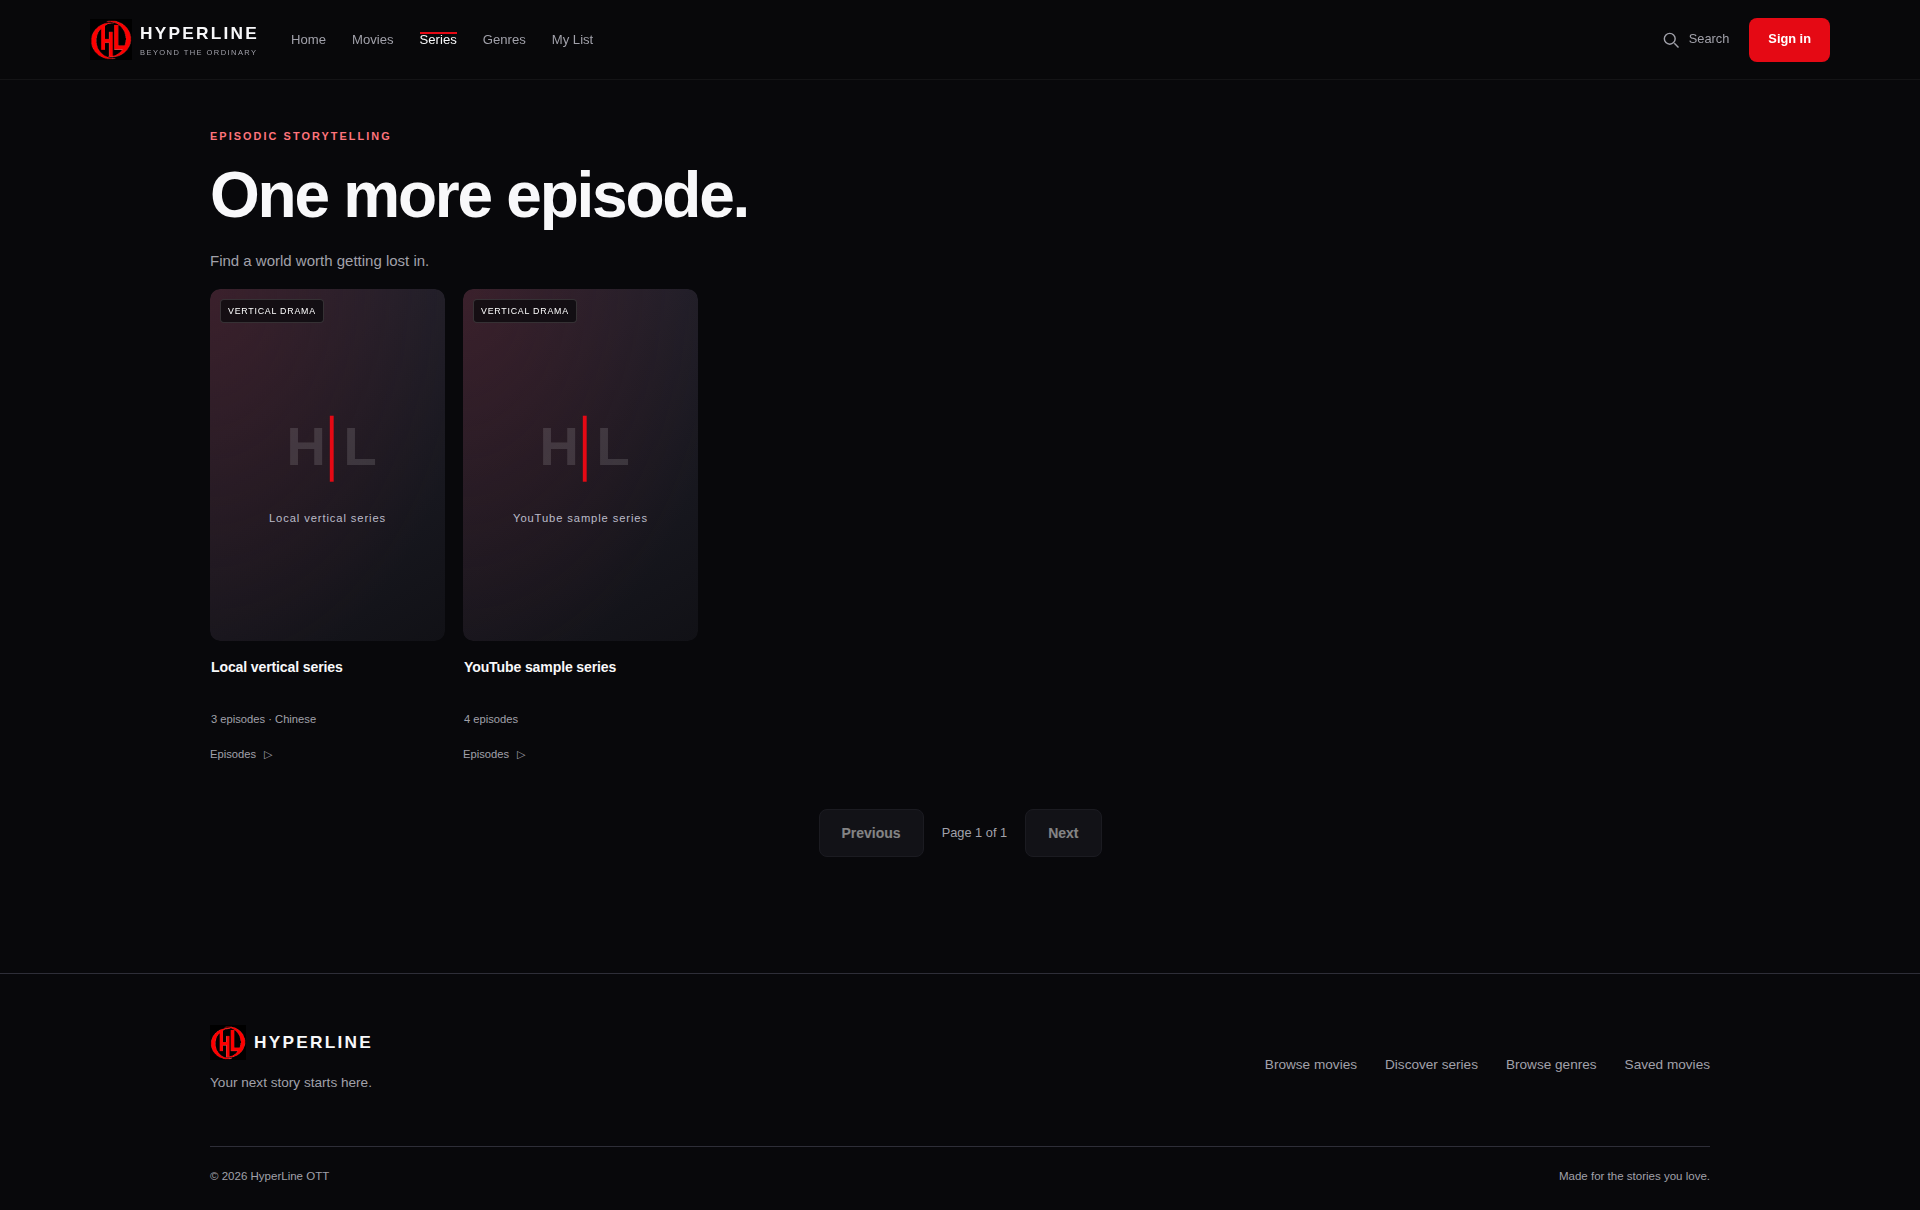 HL HYPERLINE
BEYOND THE ORDINARY
Home Movies Series Genres My List
Search Sign in
EPISODIC STORYTELLING
One more episode.
Find a world worth getting lost in.
VERTICAL DRAMA VERTICAL DRAMA
H|L H|L
Local vertical series YouTube sample series
Local vertical series YouTube sample series
3 episodes · Chinese 4 episodes
Episodes ▷ Episodes ▷
Previous Page 1 of 1 Next
HL HYPERLINE
Your next story starts here.
Browse movies Discover series Browse genres Saved movies
© 2026 HyperLine OTT Made for the stories you love.